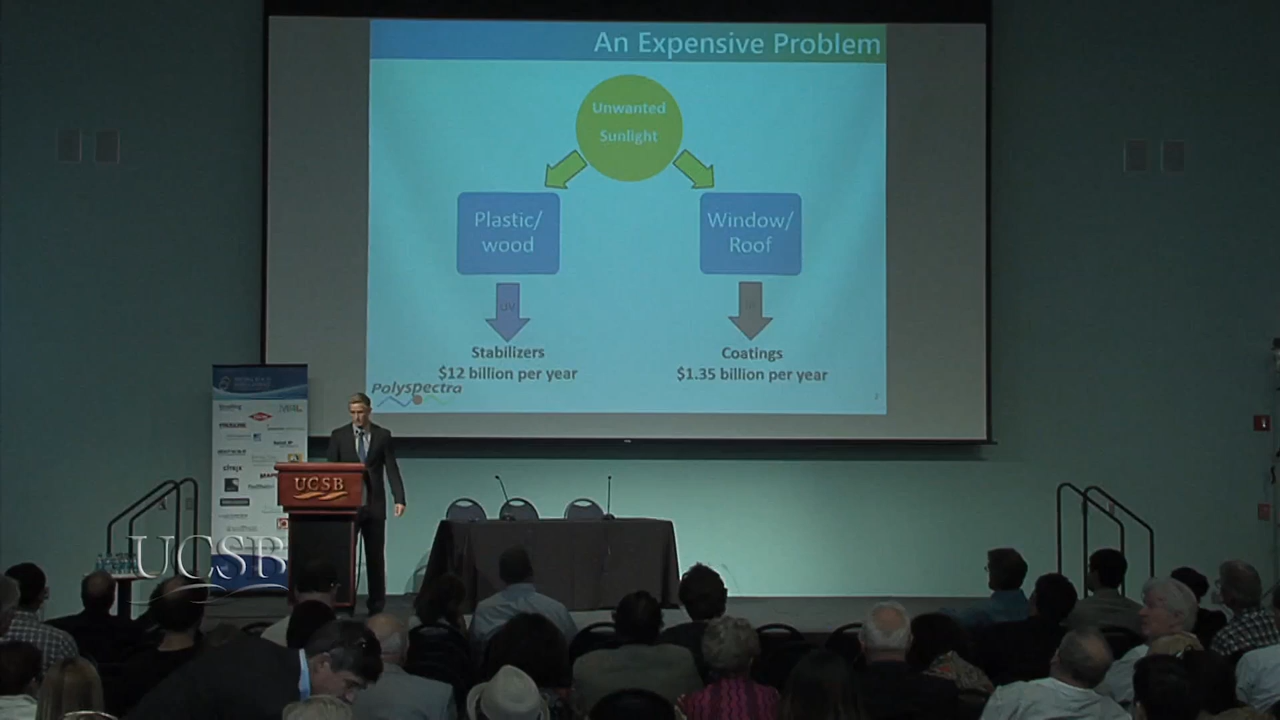 An Expensive Problem
Unwanted
Sunlight
Plastic/
wood
Window/
Roof
UV
Stabilizers
$12 billion per year
Coatings
$1.35 billion per year
Polyspectra
UCSB
citrix
UCSB